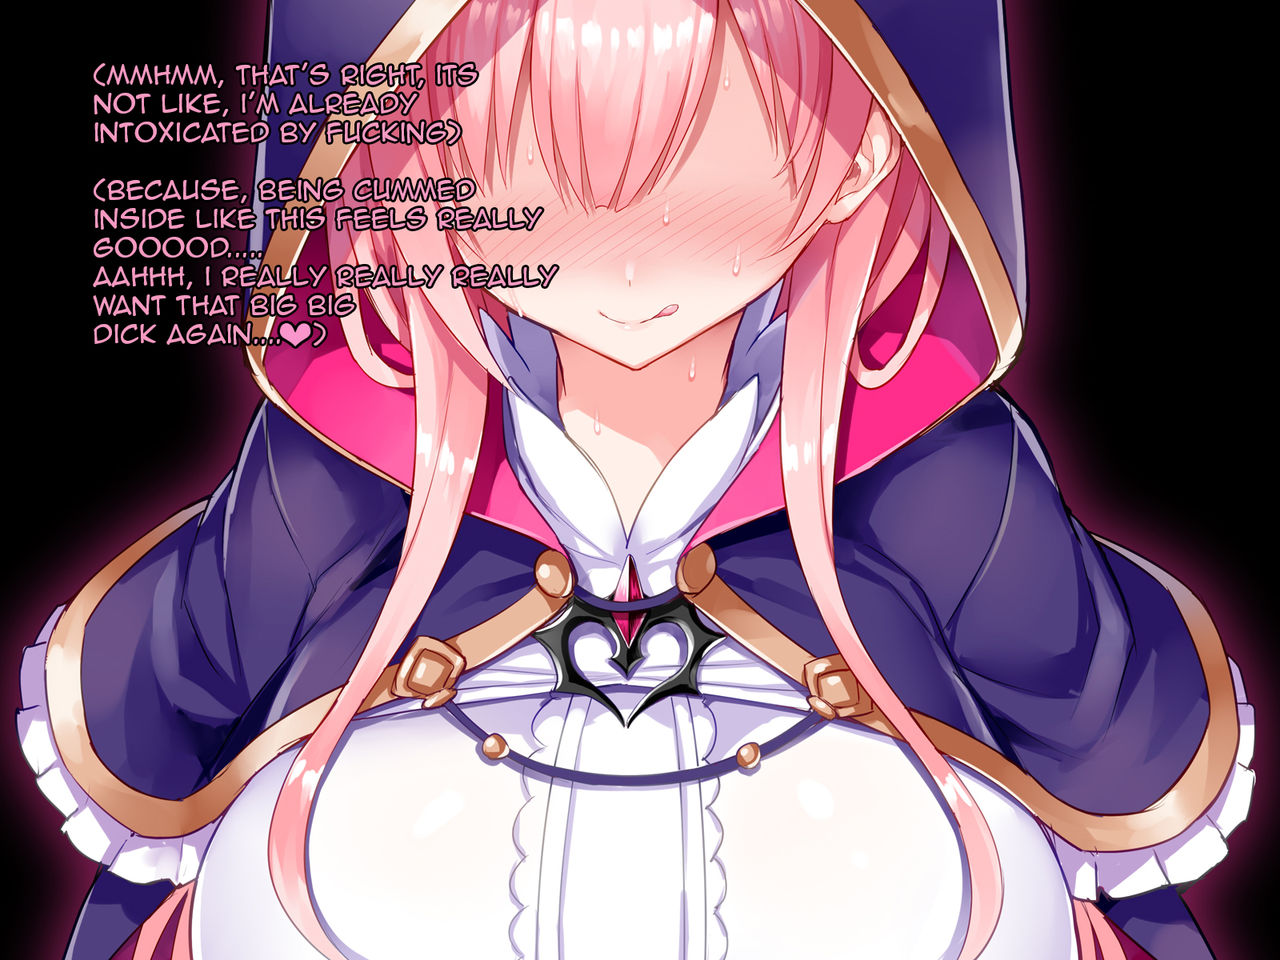 (MMHMM, THAT'S RIGHT, ITS
NOT LIKE, I'M ALREADY
INTOXICATED BY FUCKING)
(BECAUSE, BEING CUMMED
INSIDE LIKE THIS FEELS REALLY
GOOOOD.....
AAHHH, I REALLY REALLY REALLY
WANT THAT BIG BIG
DICK AGAIN....❤)